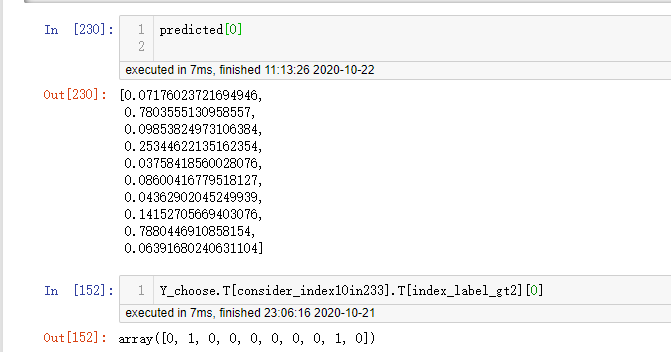 In [230]:
1 predicted[0]
2
executed in 7ms, finished 11:13:26 2020-10-22
Out[230]: [0.07176023721694946,
0.7803555130958557,
0.09853824973106384,
0.25344622135162354,
0.03758418560028076,
0.08600416779518127,
0.04362902045249939,
0.14152705669403076,
0.7880446910858154,
0.06391680240631104]
In [152]:
1 Y_choose.T[consider_index10in233].T[index_label_gt2][0]
executed in 7ms, finished 23:06:16 2020-10-21
Out[152]: array([0, 1, 0, 0, 0, 0, 0, 0, 1, 0])